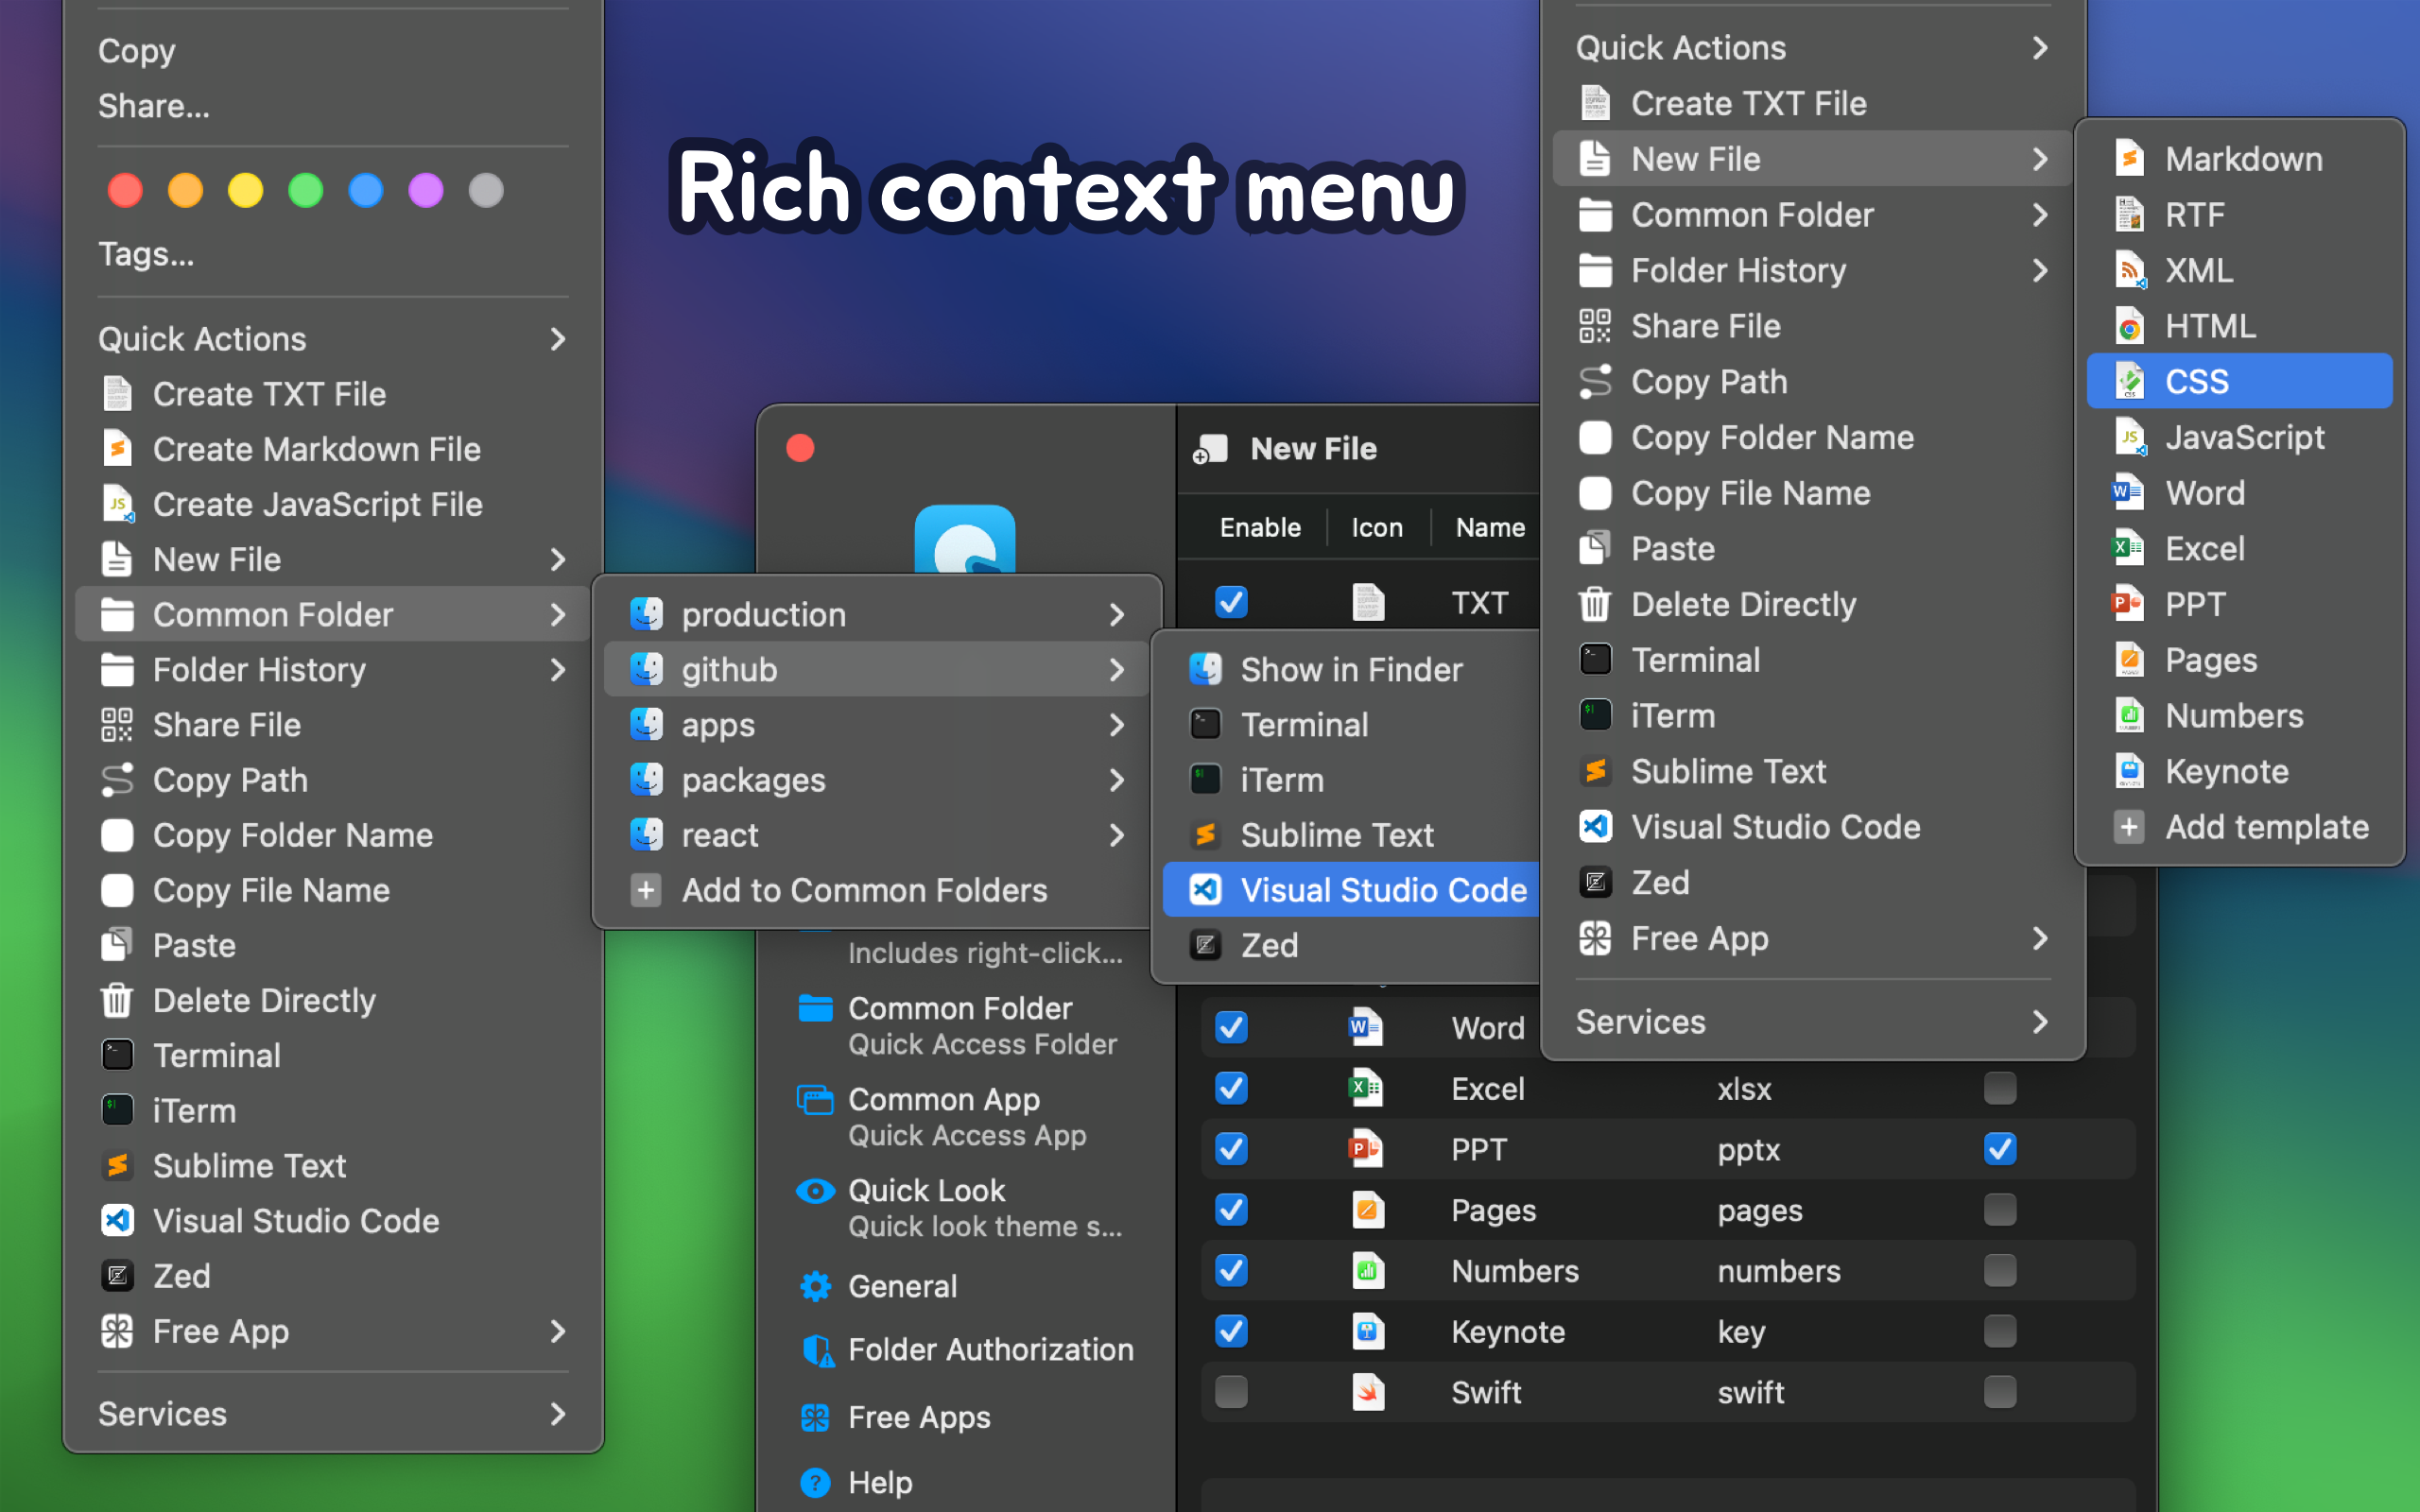 Copy
Share...
Tags...
Quick Actions
Create TXT File
Create Markdown File
Create JavaScript File
New File
Common Folder
Folder History
Share File
Copy Path
Copy Folder Name
Copy File Name
Paste
Delete Directly
Terminal
iTerm
Sublime Text
Visual Studio Code
Zed
Free App
Services
Rich context menu
production
github
apps
packages
react
Add to Common Folders
Show in Finder
Terminal
iTerm
Sublime Text
Visual Studio Code
Zed
Includes right-click...
Common Folder
Quick Access Folder
Common App
Quick Access App
Quick Look
Quick look theme s...
General
Folder Authorization
Free Apps
Help
New File
Enable Icon Name
TXT
Word
Excel xlsx
PPT pptx
Pages pages
Numbers numbers
Keynote key
Swift swift
Quick Actions
Create TXT File
New File
Common Folder
Folder History
Share File
Copy Path
Copy Folder Name
Copy File Name
Paste
Delete Directly
Terminal
iTerm
Sublime Text
Visual Studio Code
Zed
Free App
Services
Markdown
RTF
XML
HTML
CSS
JavaScript
Word
Excel
PPT
Pages
Numbers
Keynote
Add template